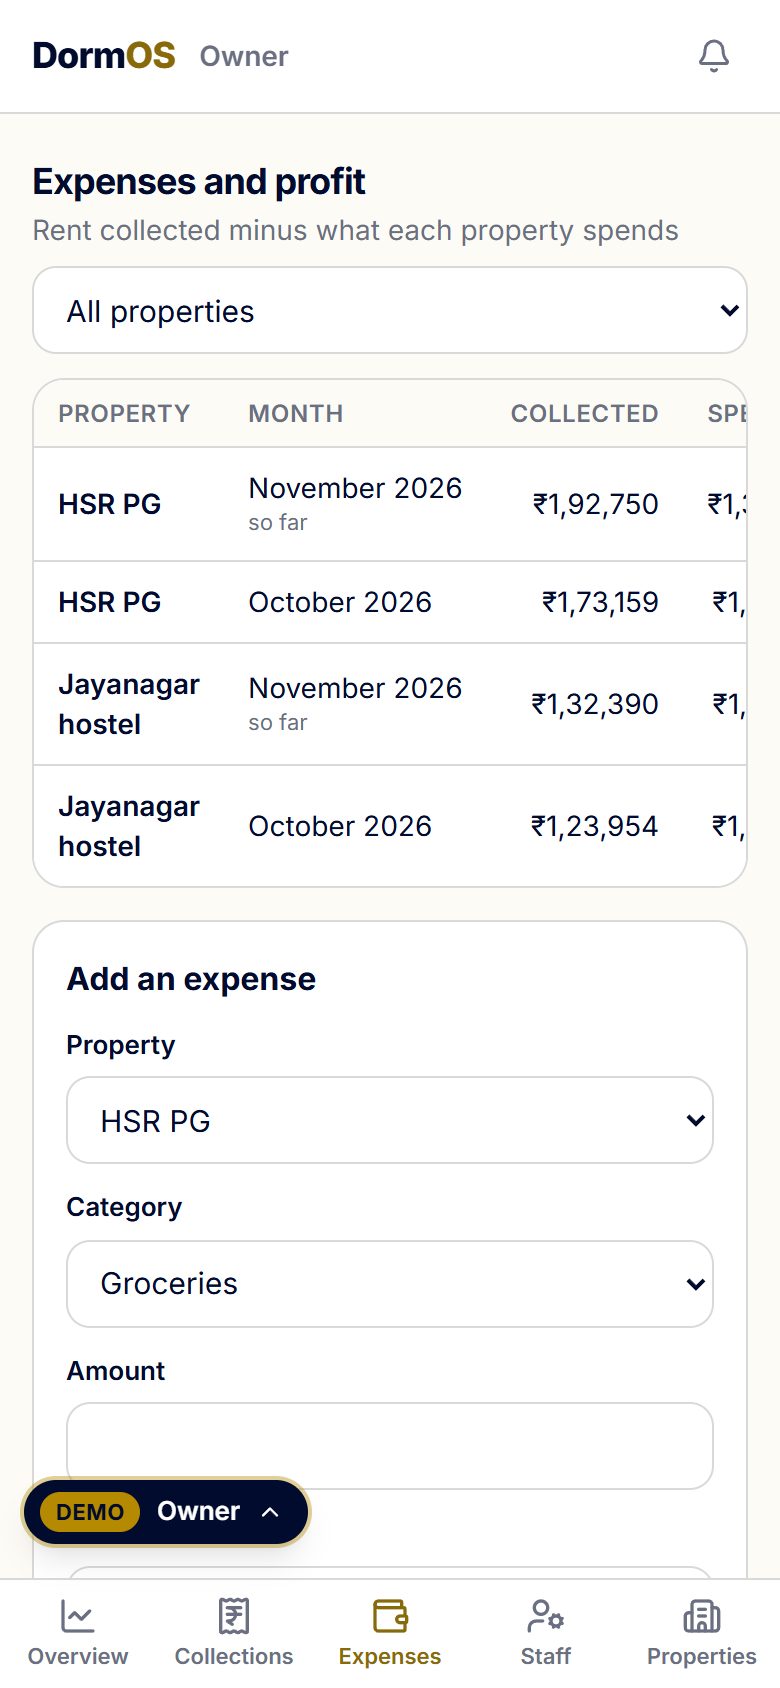 DormOS Owner
Expenses and profit
Rent collected minus what each property spends
All properties
PROPERTY MONTH COLLECTED
HSR PG November 2026 ₹1,92,750
so far
HSR PG October 2026 ₹1,73,159
Jayanagar hostel November 2026 ₹1,32,390
so far
Jayanagar hostel October 2026 ₹1,23,954
Add an expense
Property
HSR PG
Category
Groceries
Amount
DEMO Owner
Overview Collections Expenses Staff Properties